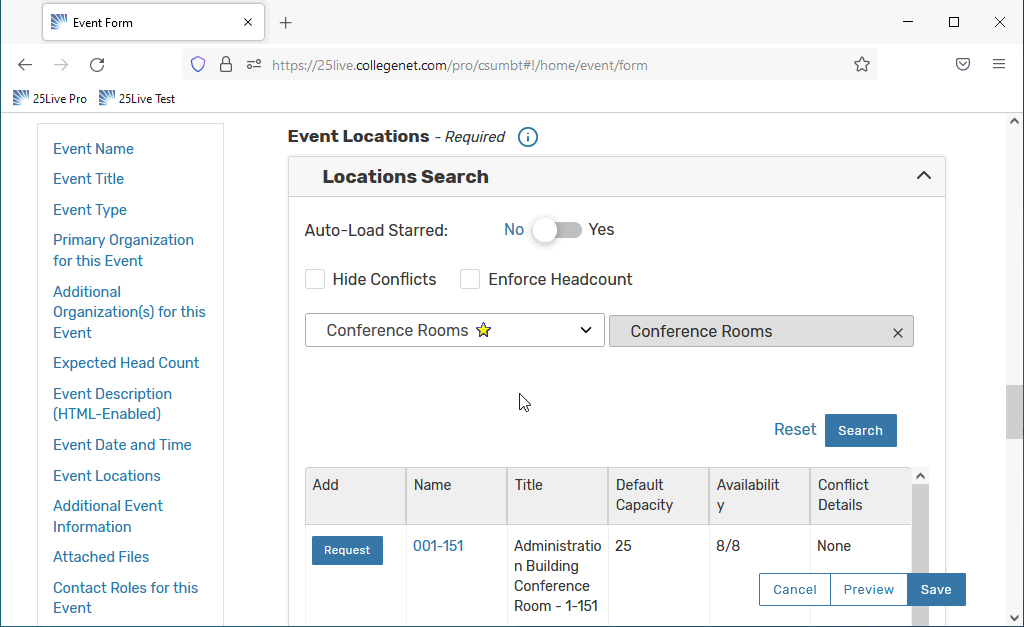 Event Form
https://25live.collegenet.com/pro/csumbt#!/home/event/form
25Live Pro 25Live Test
Event Name
Event Title
Event Type
Primary Organization
for this Event
Additional
Organization(s) for this
Event
Expected Head Count
Event Description
(HTML-Enabled)
Event Date and Time
Event Locations
Additional Event
Information
Attached Files
Contact Roles for this
Event
Event Locations - Required
Locations Search
Auto-Load Starred: No Yes
Hide Conflicts Enforce Headcount
Conference Rooms Conference Rooms
Reset Search
Add Name Title Default
Capacity Availabilit
y Conflict
Details
Request 001-151 Administratio
n Building
Conference
Room - 1-151 25 8/8 None
Cancel Preview Save